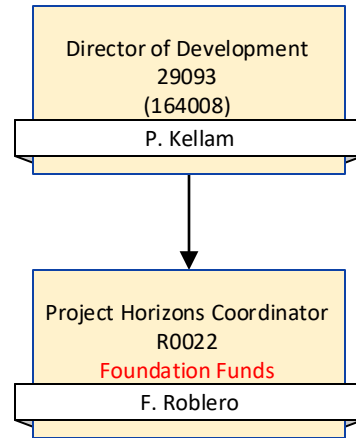 Director of Development
29093
(164008)
P. Kellam
Project Horizons Coordinator
R0022
Foundation Funds
F. Roblero